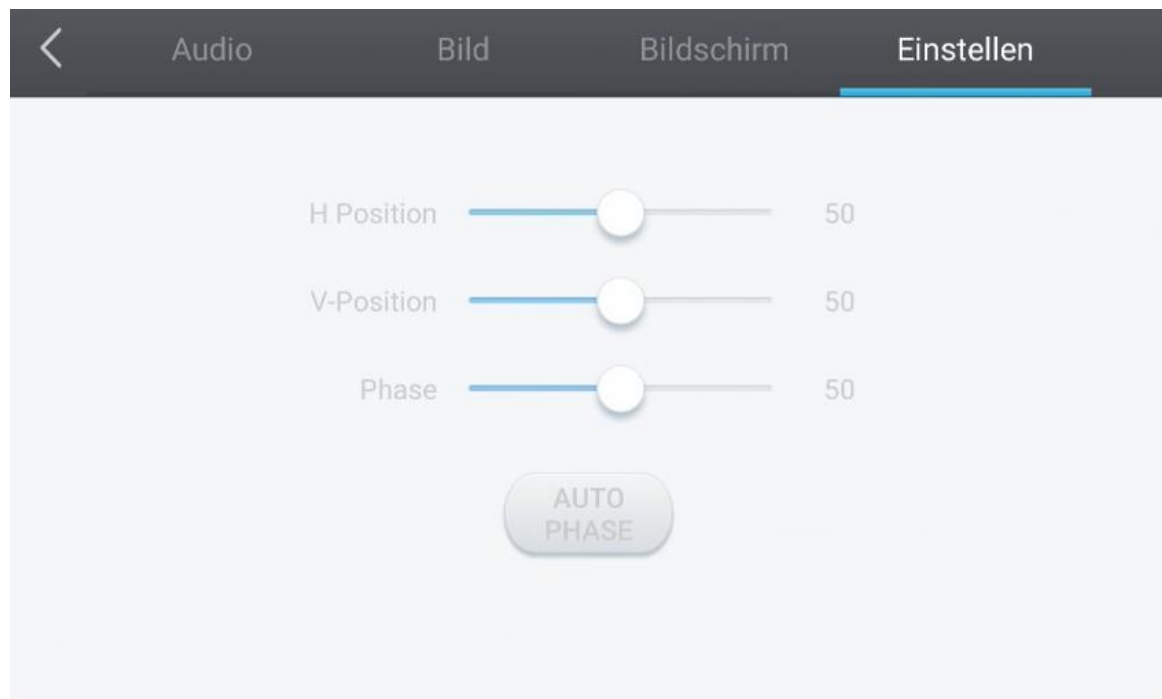 Audio Bild Bildschirm Einstellen
H Position 50
V-Position 50
Phase 50
AUTO
PHASE